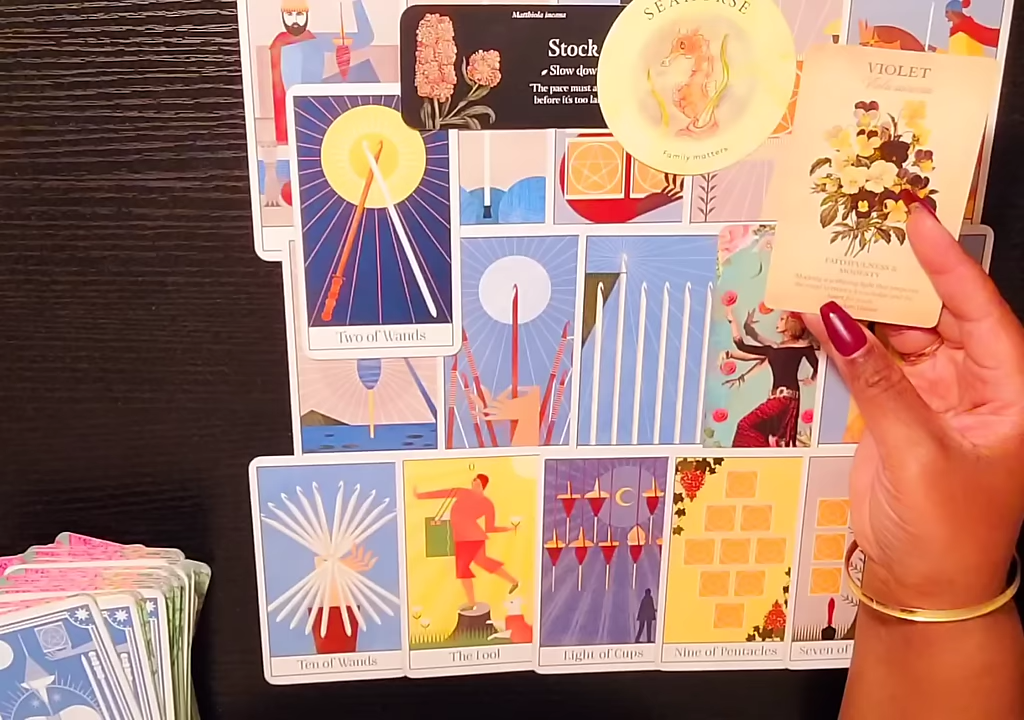 Matthiola incana
Stock
Slow dow
The pace must a
before it's too la
SEAHORSE
Family matters
VIOLET
FAITHFULNESS &
MODESTY
Two of Wands
0
Ten of Wands
The Fool
Eight of Cups
Nine of Pentacles
Seven of